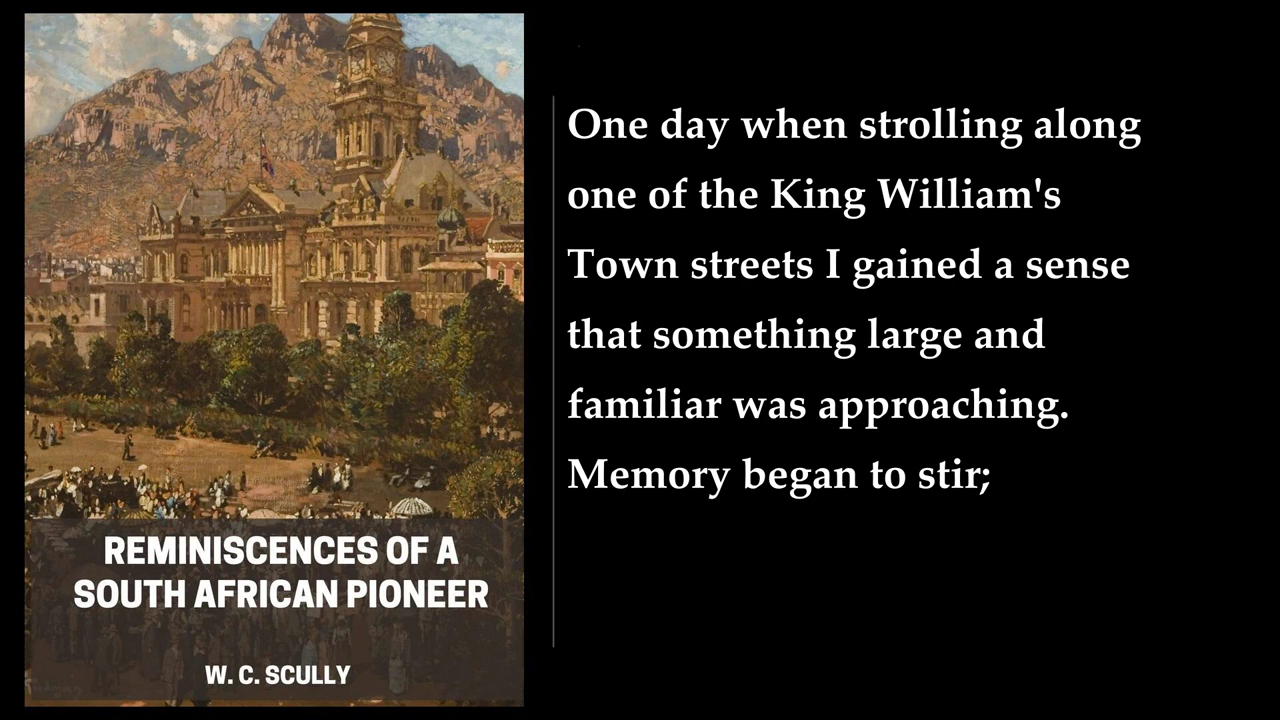 REMINISCENCES OF A
SOUTH AFRICAN PIONEER
W. C. SCULLY
One day when strolling along
one of the King William's
Town streets I gained a sense
that something large and
familiar was approaching.
Memory began to stir;